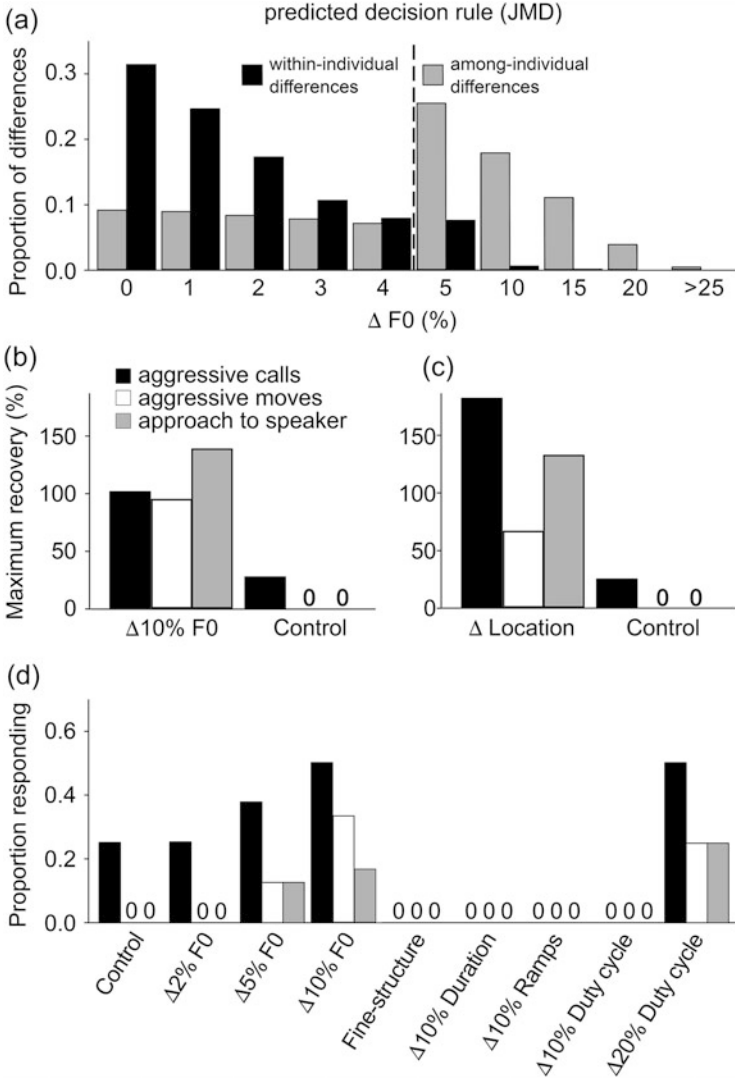 (a)
predicted decision rule (JMD)
Proportion of differences
0.3
0.2
0.1
0.0
within-individual
differences
among-individual
differences
0 1 2 3 4 5 10 15 20 >25
Δ F0 (%)
(b)
Maximum recovery (%)
aggressive calls
aggressive moves
approach to speaker
150
100
50
0
0 0
Δ10% F0 Control
(c)
150
100
50
0
0 0
Δ Location Control
(d)
Proportion responding
0.6
0.4
0.2
0.0
0 0 0 0 0 0 0 0 0 0 0 0 0 0 0 0
Control
Δ2% F0
Δ5% F0
Δ10% F0
Fine-structure
Δ10% Duration
Δ10% Ramps
Δ10% Duty cycle
Δ20% Duty cycle